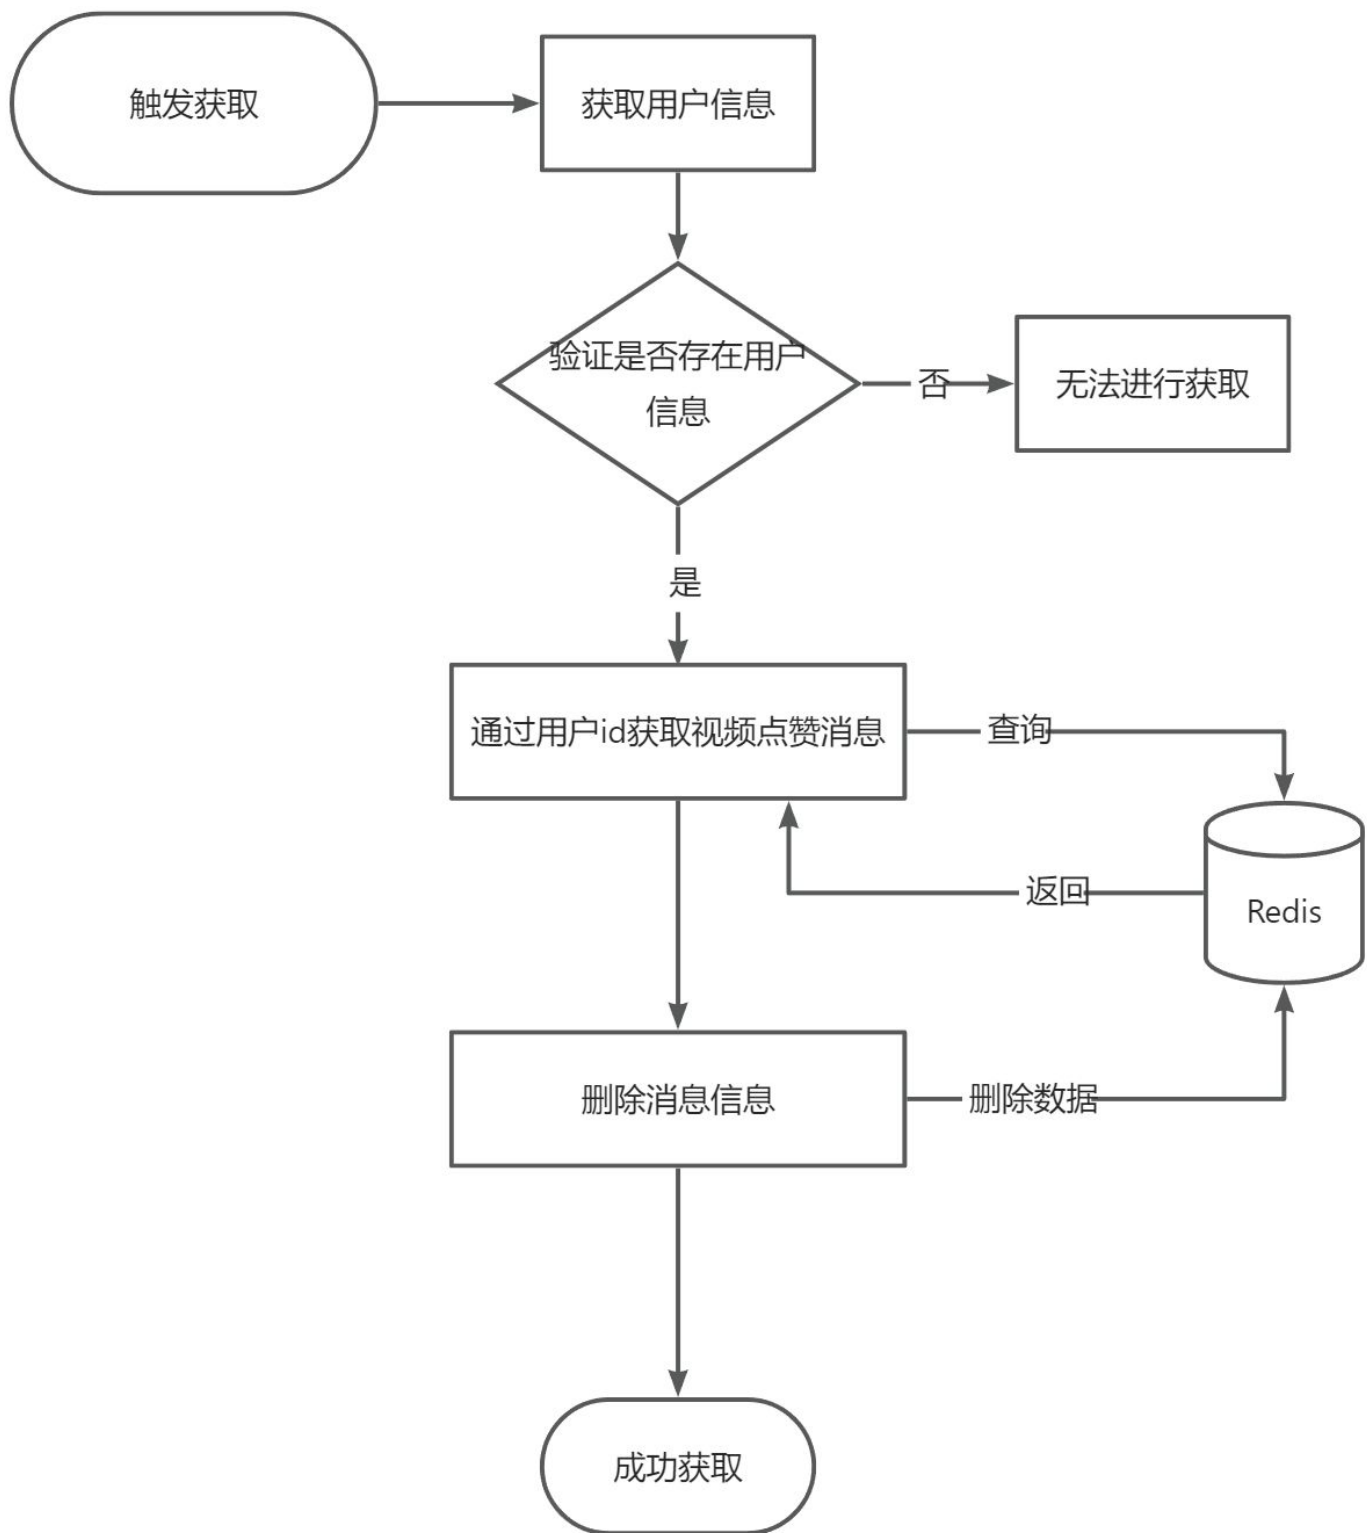 触发获取
获取用户信息
验证是否存在用户
信息
否
无法进行获取
是
通过用户id获取视频点赞消息
查询
返回
Redis
删除消息信息
删除数据
成功获取